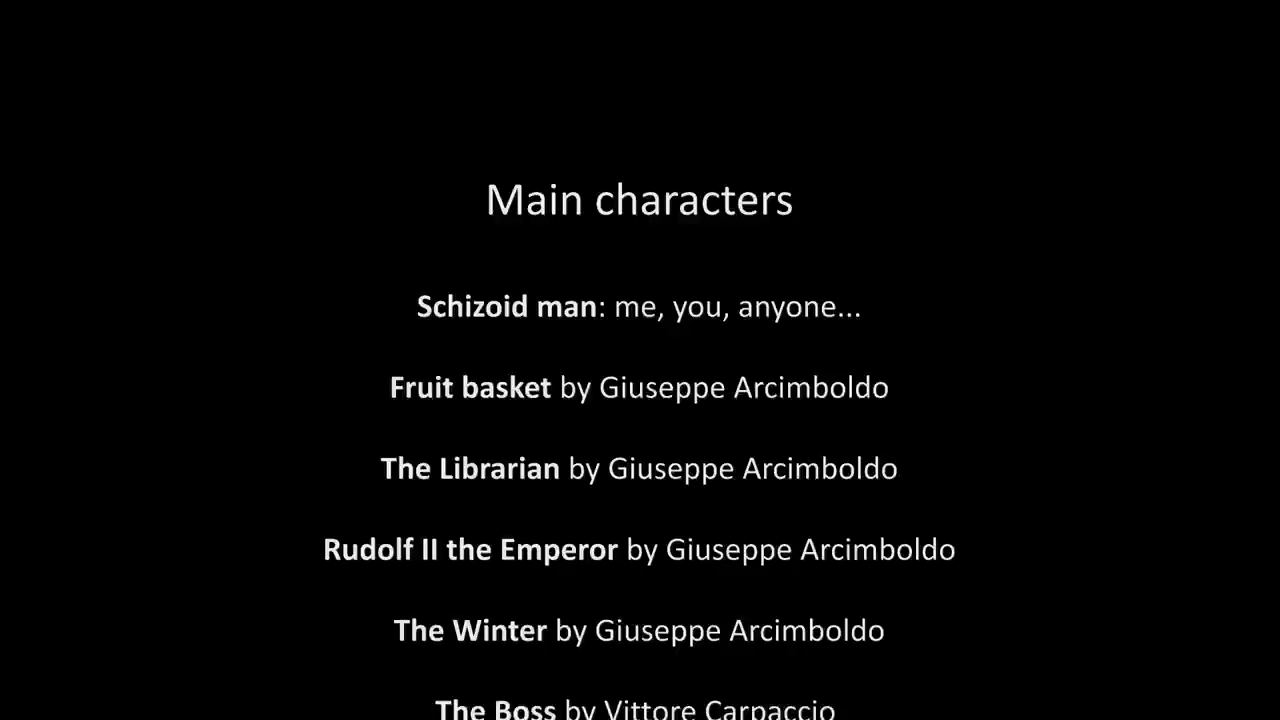 Main characters
Schizoid man: me, you, anyone...
Fruit basket by Giuseppe Arcimboldo
The Librarian by Giuseppe Arcimboldo
Rudolf II the Emperor by Giuseppe Arcimboldo
The Winter by Giuseppe Arcimboldo
The Boss by Vittore Carpaccio